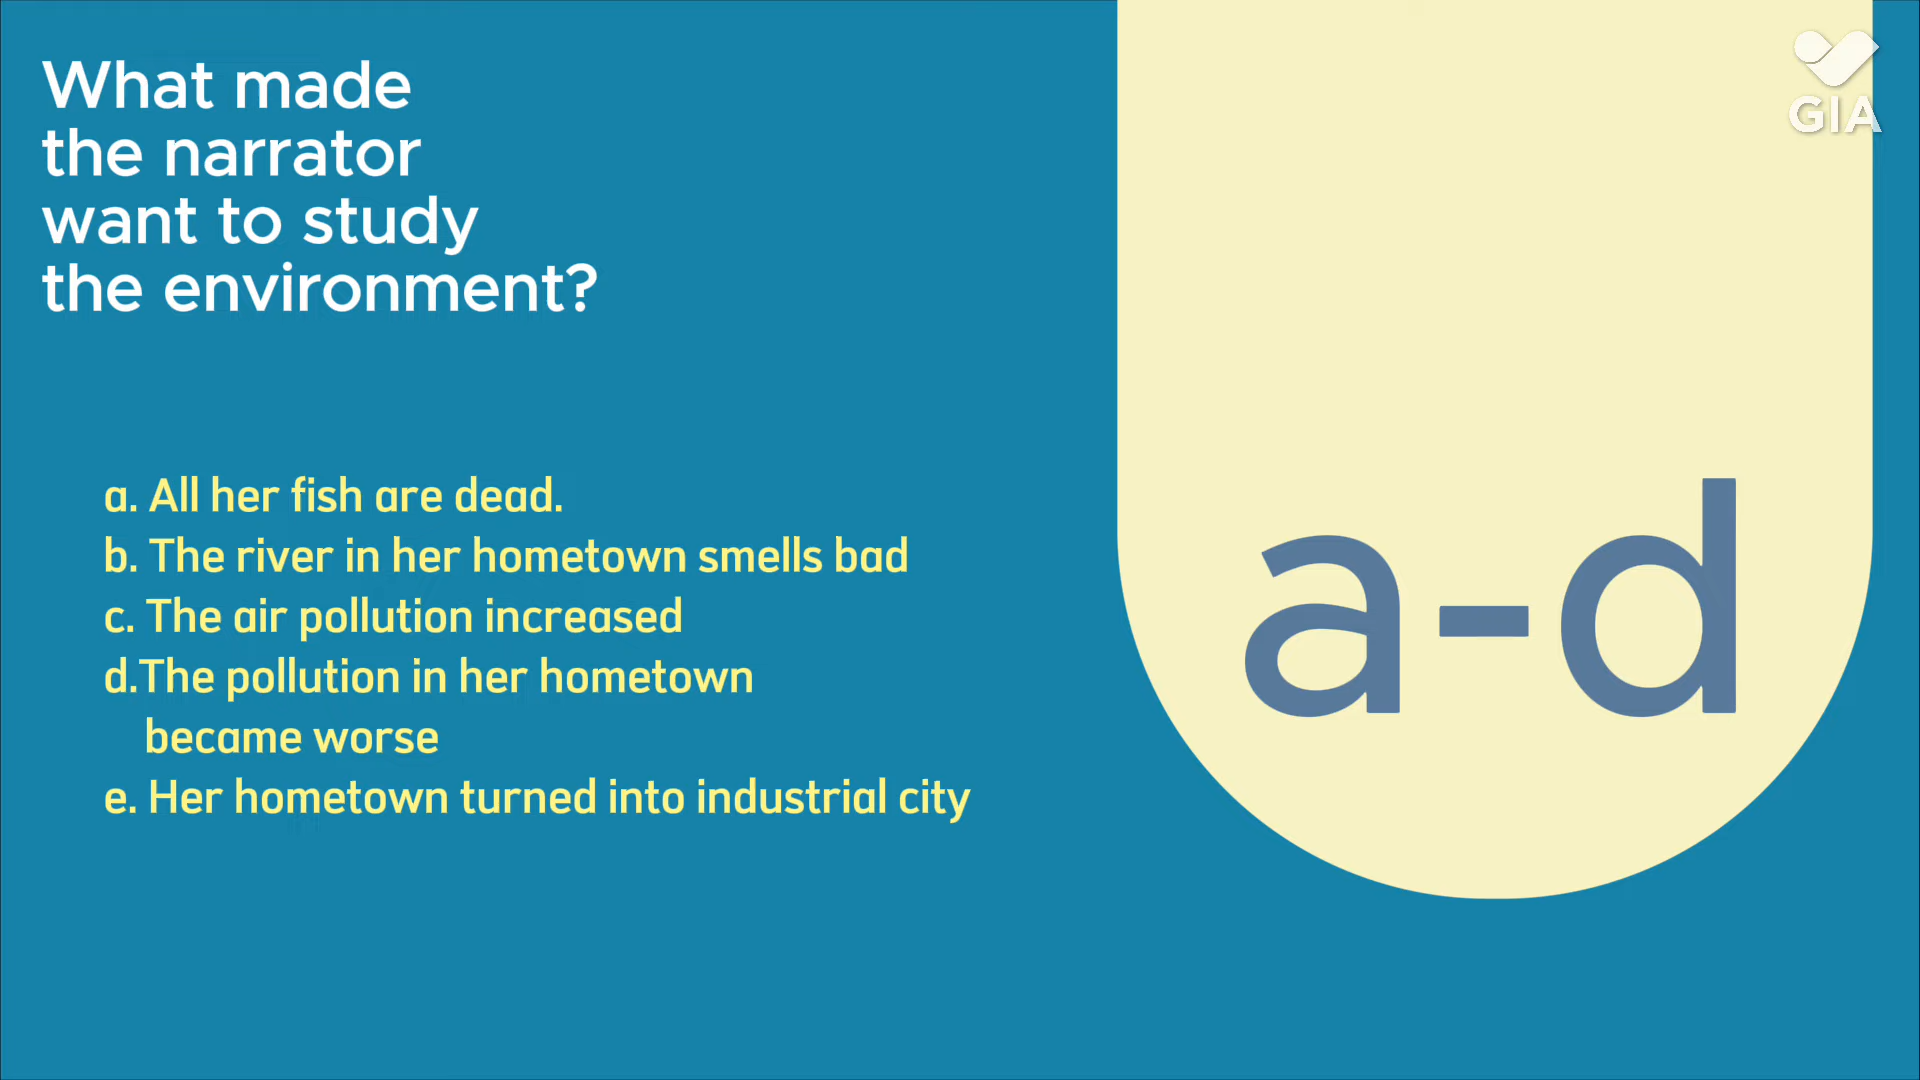 What made
the narrator
want to study
the environment?
a. All her fish are dead.
b. The river in her hometown smells bad
c. The air pollution increased
d.The pollution in her hometown
became worse
e. Her hometown turned into industrial city
a-d
GIA